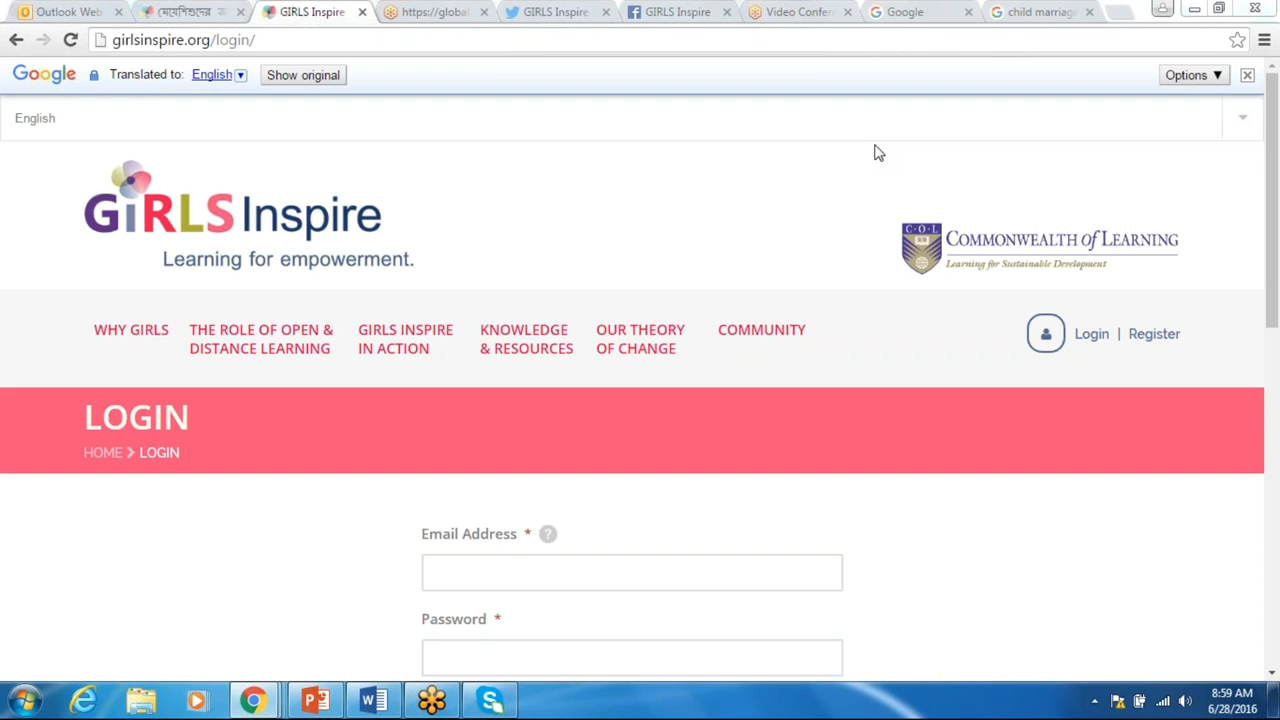 Outlook Web
মেয়েশিশুদের অ
GIRLS Inspire
https://global
GIRLS Inspire
GIRLS Inspire
Video Confer
Google
child marriag
girlsinspire.org/login/
Google Translated to: English Show original Options ▼
English
GiRLS Inspire
Learning for empowerment.
C·O·L
COMMONWEALTH of LEARNING
Learning for Sustainable Development
WHY GIRLS
THE ROLE OF OPEN &
DISTANCE LEARNING
GIRLS INSPIRE
IN ACTION
KNOWLEDGE
& RESOURCES
OUR THEORY
OF CHANGE
COMMUNITY
Login | Register
LOGIN
HOME > LOGIN
Email Address * ?
Password *
8:59 AM
6/28/2016